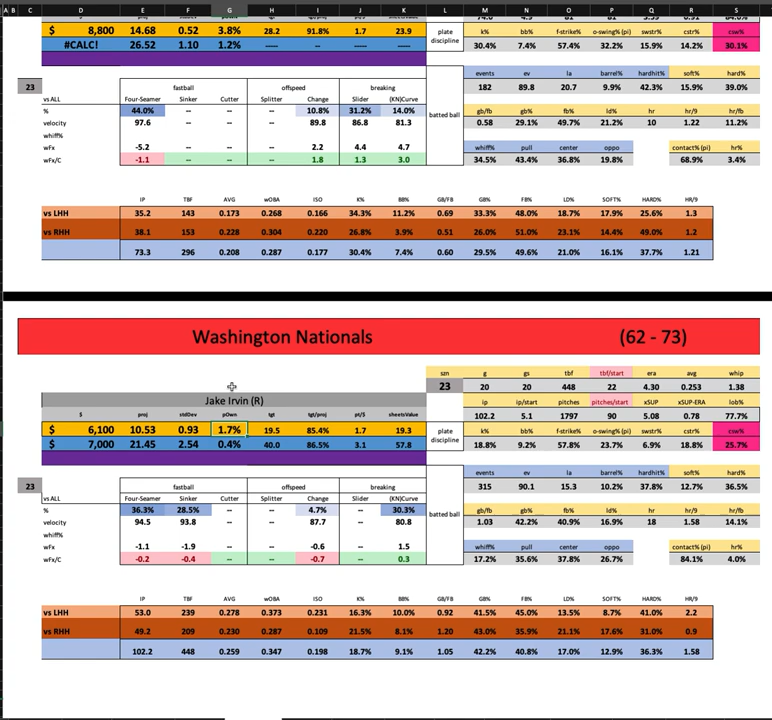 A B C D E F G H I J K L M N O P Q R S
$ 8,800 14.68 0.52 3.8% 28.2 91.8% 1.7 23.9 plate discipline k% bb% f-strike% o-swing% (pi) swstr% cstr% csw%
#CALC! 26.52 1.10 1.2% ---- ---- ---- ---- 30.4% 7.4% 57.4% 32.2% 15.9% 14.2% 30.1%
events ev la barrel% hardhit% soft% hard%
23 fastball offspeed breaking 182 89.8 20.7 9.9% 42.3% 15.9% 39.0%
vs ALL Four-Seamer Sinker Cutter Splitter Change Slider (KN)Curve
% 44.0% -- -- -- 10.8% 31.2% 14.0% batted ball gb/fb gb% fb% ld% hr hr/9 hr/fb
velocity 97.6 -- -- -- 89.8 86.8 81.3 0.58 29.1% 49.7% 21.2% 10 1.22 11.2%
whiff%
wFx -5.2 -- -- -- 2.2 4.4 4.7 whiff% pull center oppo contact% (pi) hr%
wFx/C -1.1 -- -- -- 1.8 1.3 3.0 34.5% 43.4% 36.8% 19.8% 68.9% 3.4%
IP TBF AVG wOBA ISO K% BB% GB/FB GB% FB% LD% SOFT% HARD% HR/9
vs LHH 35.2 143 0.173 0.268 0.166 34.3% 11.2% 0.69 33.3% 48.0% 18.7% 17.9% 25.6% 1.3
vs RHH 38.1 153 0.228 0.304 0.220 26.8% 3.9% 0.51 26.0% 51.0% 23.1% 14.4% 49.0% 1.2
73.3 296 0.208 0.287 0.177 30.4% 7.4% 0.60 29.5% 49.6% 21.0% 16.1% 37.7% 1.21
Washington Nationals (62 - 73)
szn g gs tbf tbf/start era avg whip
23 20 20 448 22 4.30 0.253 1.38
Jake Irvin (R) ip ip/start pitches pitches/start xSUP xSUP-ERA lob%
$ proj stdDev pOwn tgt tgt/proj pt/$ sheetsValue 102.2 5.1 1797 90 5.08 0.78 77.7%
$ 6,100 10.53 0.93 1.7% 19.5 85.4% 1.7 19.3 plate discipline k% bb% f-strike% o-swing% (pi) swstr% cstr% csw%
$ 7,000 21.45 2.54 0.4% 40.0 86.5% 3.1 57.8 18.8% 9.2% 57.8% 23.7% 6.9% 18.8% 25.7%
events ev la barrel% hardhit% soft% hard%
23 fastball offspeed breaking 315 90.1 15.3 10.2% 37.8% 12.7% 36.5%
vs ALL Four-Seamer Sinker Cutter Splitter Change Slider (KN)Curve
% 36.3% 28.5% -- -- 4.7% -- 30.3% batted ball gb/fb gb% fb% ld% hr hr/9 hr/fb
velocity 94.5 93.8 -- -- 87.7 -- 80.8 1.03 42.2% 40.9% 16.9% 18 1.58 14.1%
whiff%
wFx -1.1 -1.9 -- -- -0.6 -- 1.5 whiff% pull center oppo contact% (pi) hr%
wFx/C -0.2 -0.4 -- -- -0.7 -- 0.3 17.2% 35.6% 37.8% 26.7% 84.1% 4.0%
IP TBF AVG wOBA ISO K% BB% GB/FB GB% FB% LD% SOFT% HARD% HR/9
vs LHH 53.0 239 0.278 0.373 0.231 16.3% 10.0% 0.92 41.5% 45.0% 13.5% 8.7% 41.0% 2.2
vs RHH 49.2 209 0.230 0.287 0.109 21.5% 8.1% 1.20 43.0% 35.9% 21.1% 17.6% 31.0% 0.9
102.2 448 0.259 0.347 0.198 18.7% 9.1% 1.05 42.2% 40.8% 17.0% 12.9% 36.3% 1.58